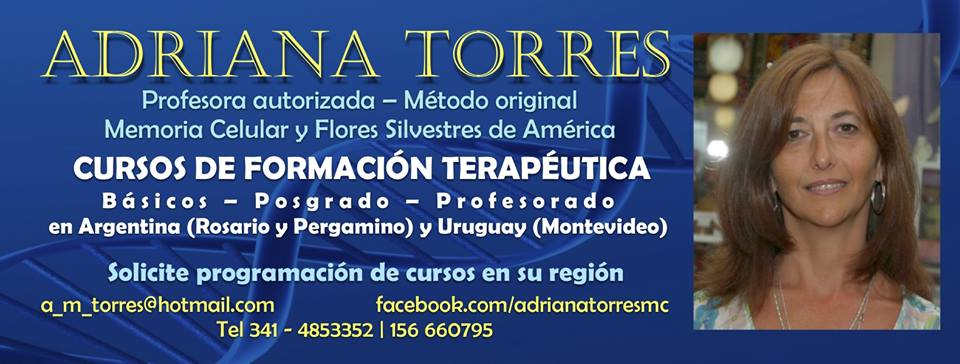 ADRIANA TORRES
Profesora autorizada – Método original
Memoria Celular y Flores Silvestres de América
CURSOS DE FORMACIÓN TERAPÉUTICA
Básicos – Posgrado – Profesorado
en Argentina (Rosario y Pergamino) y Uruguay (Montevideo)
Solicite programación de cursos en su región
a_m_torres@hotmail.com facebook.com/adrianatorresmc
Tel 341 - 4853352 | 156 660795